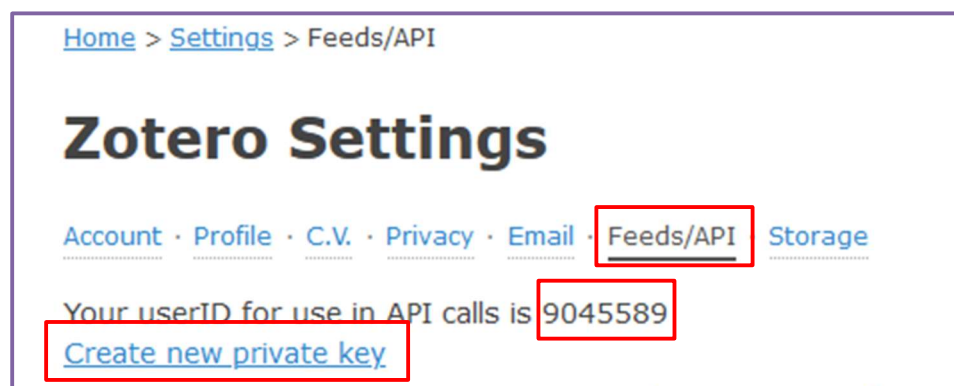 Home > Settings > Feeds/API
Zotero Settings
Account · Profile · C.V. · Privacy · Email · Feeds/API · Storage
Your userID for use in API calls is 9045589
Create new private key